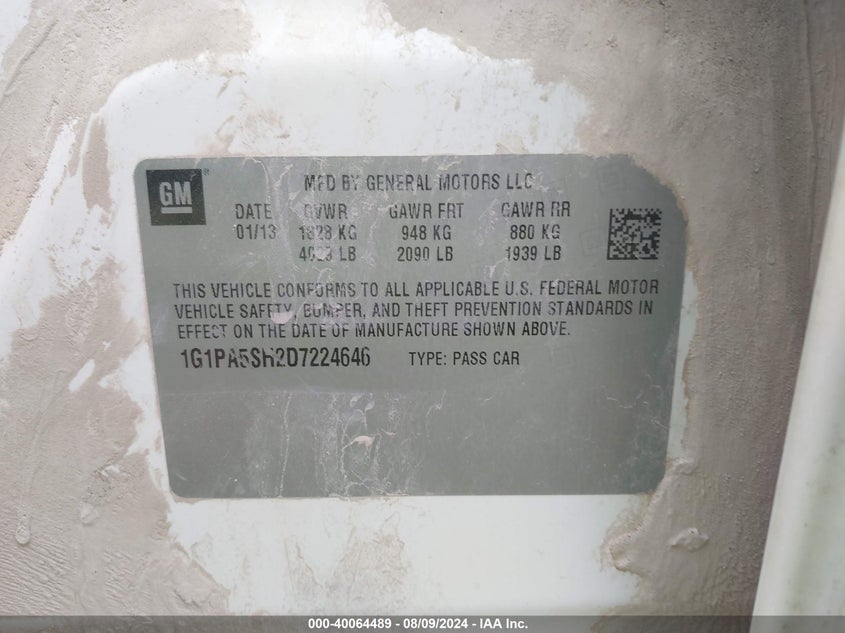 GM
MFD BY GENERAL MOTORS LLC
DATE GVWR GAWR FRT GAWR RR
01/13 1828 KG 948 KG 880 KG
LB 2090 LB 1939 LB
THIS VEHICLE CONFORMS TO ALL APPLICABLE U.S. FEDERAL MOTOR
VEHICLE SAFETY, BUMPER, AND THEFT PREVENTION STANDARDS IN
EFFECT ON THE DATE OF MANUFACTURE SHOWN ABOVE.
1G1PA5SH2D7224646 TYPE: PASS CAR
000-40064489 - 08/09/2024 - IAA Inc.